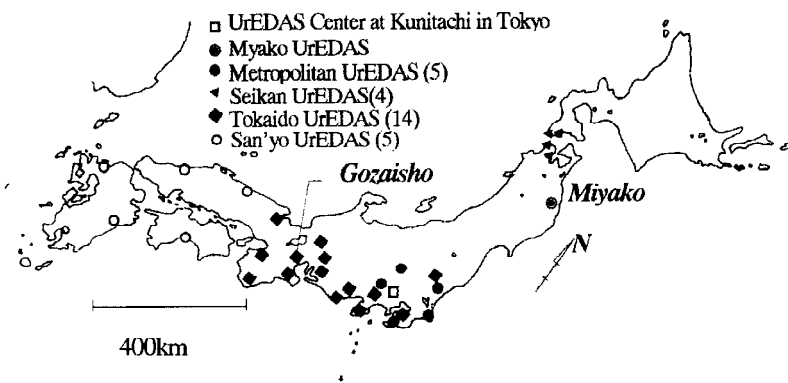 UrEDAS Center at Kunitachi in Tokyo
Myako UrEDAS
Metropolitan UrEDAS (5)
Seikan UrEDAS(4)
Tokaido UrEDAS (14)
San'yo UrEDAS (5)
Gozaisho
Miyako
N
400km